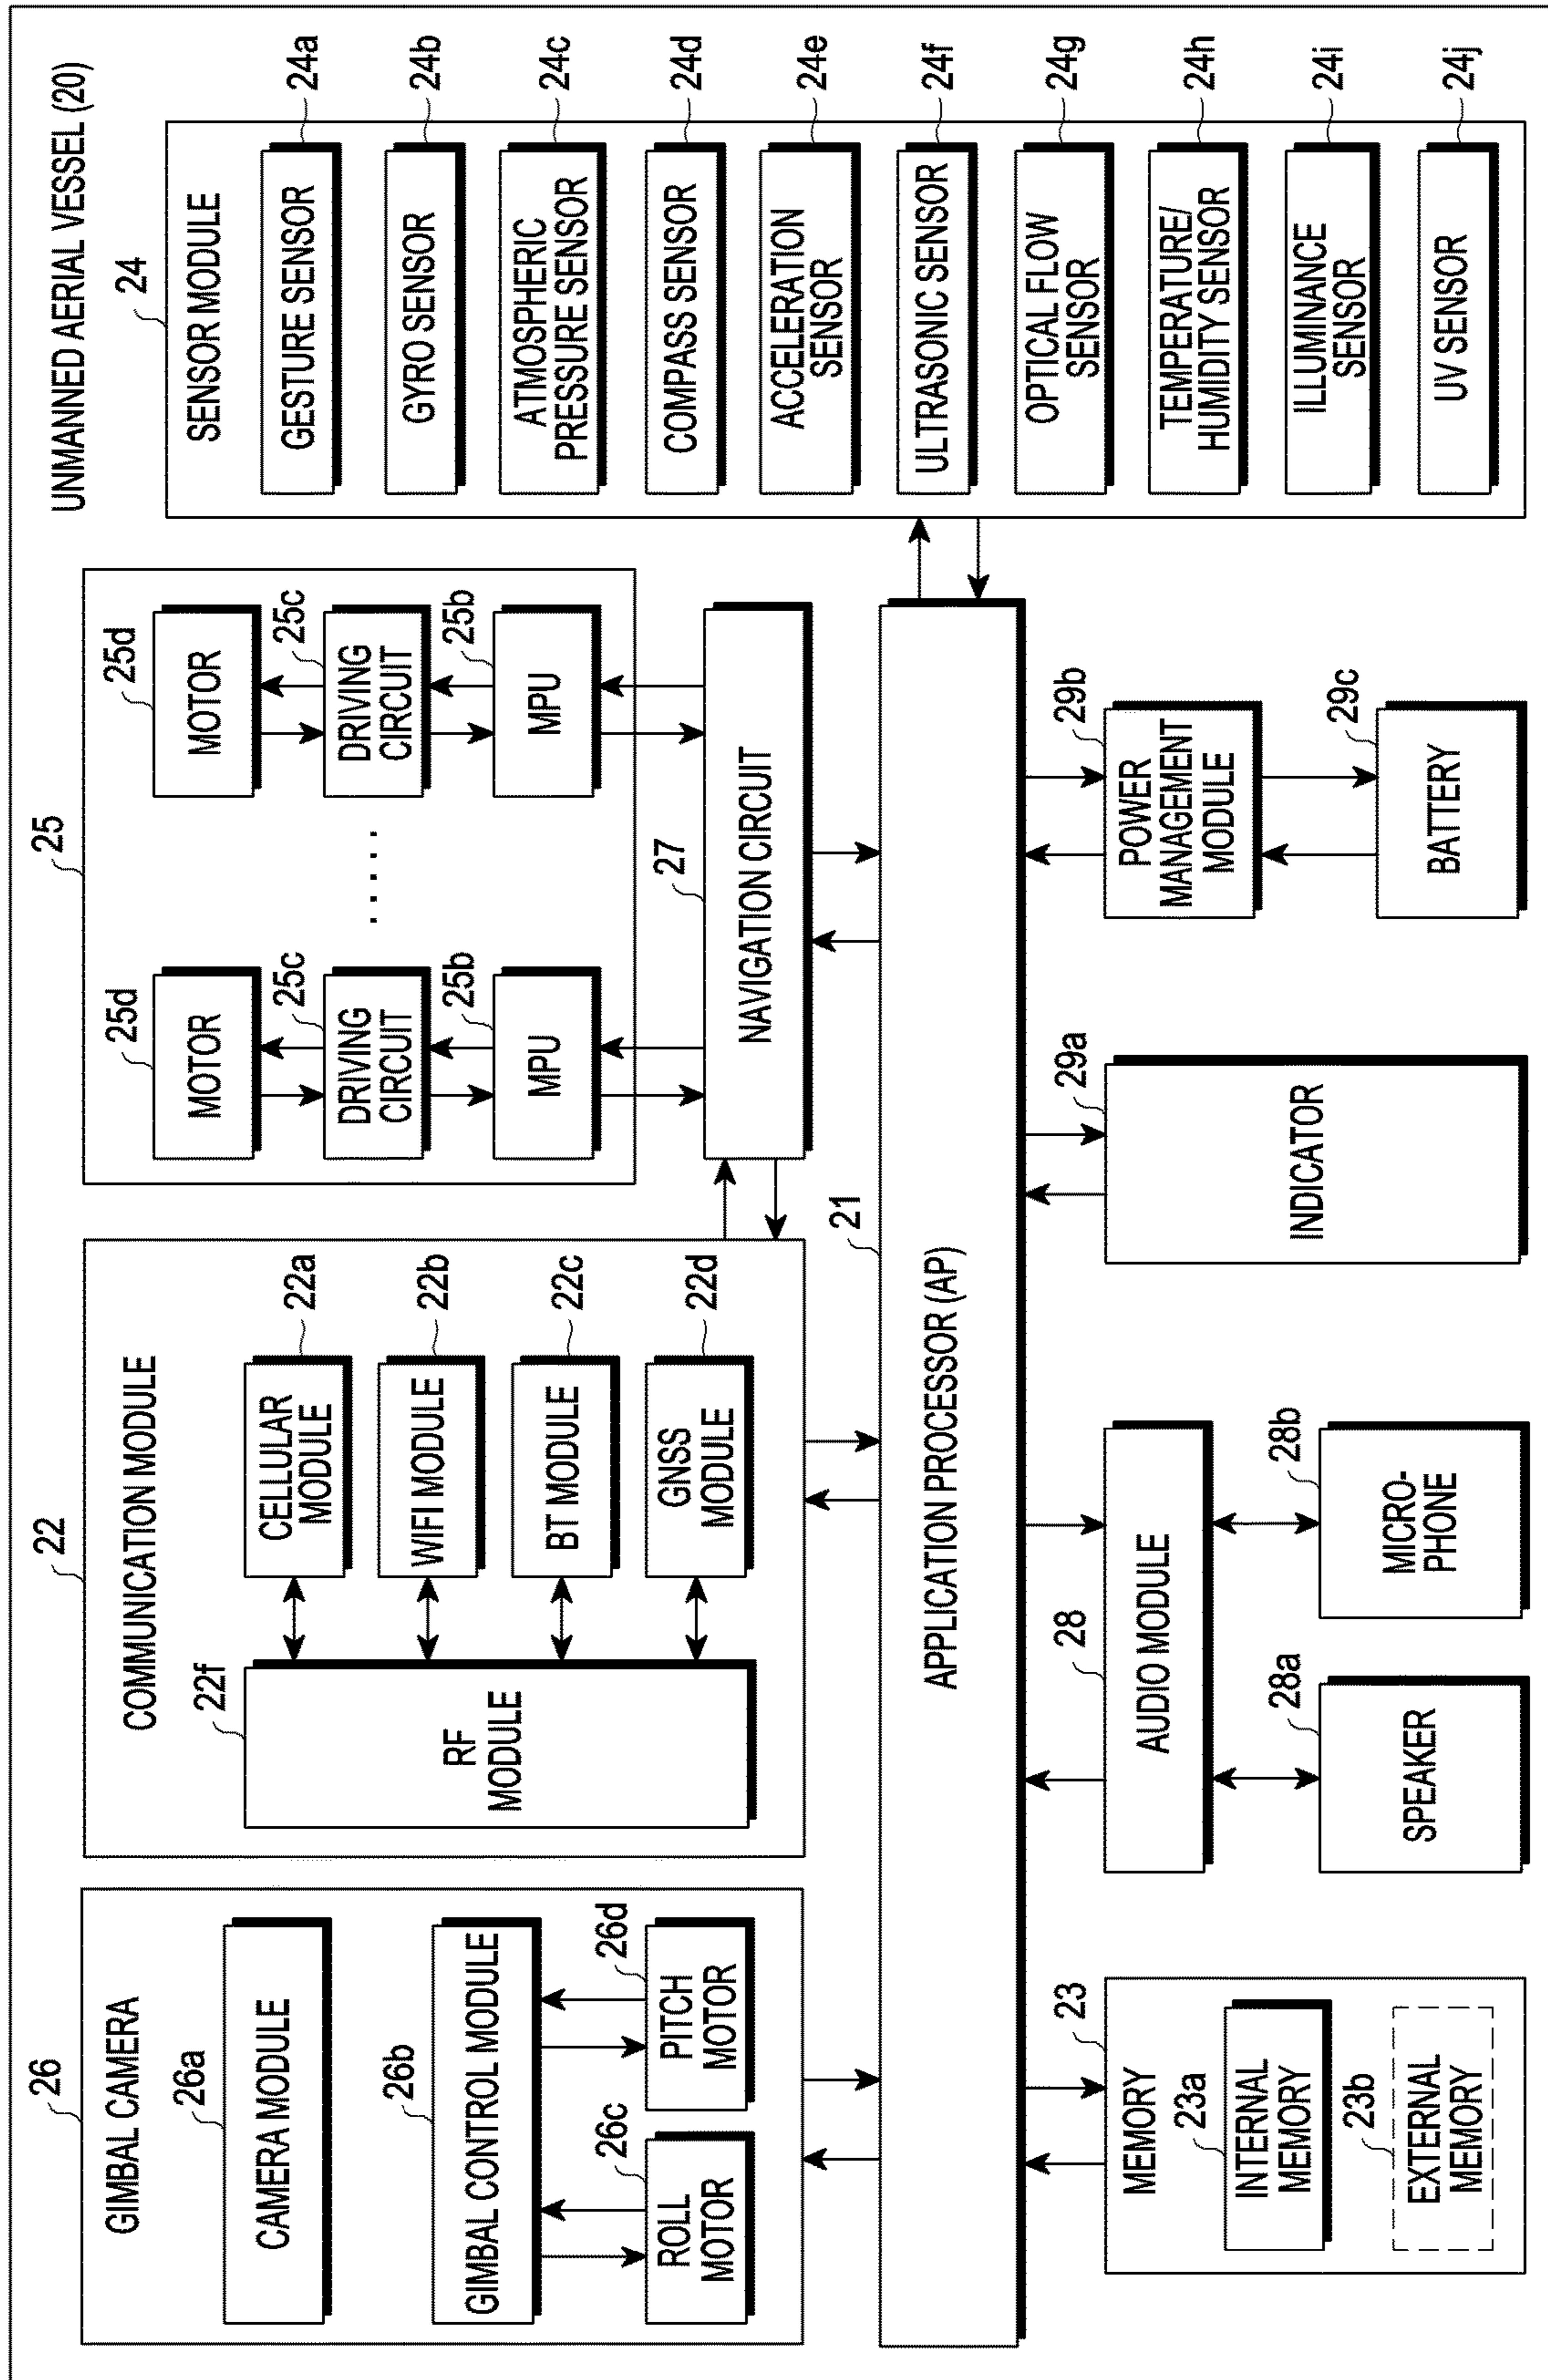 UNMANNED AERIAL VESSEL (20)
26
GIMBAL CAMERA
26a
CAMERA MODULE
26b
GIMBAL CONTROL MODULE
26c
ROLL
MOTOR
26d
PITCH
MOTOR
22
COMMUNICATION MODULE
22f
RF
MODULE
CELLULAR
MODULE
22a
WIFI MODULE
22b
BT MODULE
22c
GNSS
MODULE
22d
25
25d
MOTOR
25c
DRIVING
CIRCUIT
25b
MPU
.....
25d
MOTOR
25c
DRIVING
CIRCUIT
25b
MPU
27
NAVIGATION CIRCUIT
24
SENSOR MODULE
GESTURE SENSOR
24a
GYRO SENSOR
24b
ATMOSPHERIC
PRESSURE SENSOR
24c
COMPASS SENSOR
24d
ACCELERATION
SENSOR
24e
ULTRASONIC SENSOR
24f
OPTICAL FLOW
SENSOR
24g
TEMPERATURE/
HUMIDITY SENSOR
24h
ILLUMINANCE
SENSOR
24i
UV SENSOR
24j
21
APPLICATION PROCESSOR (AP)
23
MEMORY
23a
INTERNAL
MEMORY
23b
EXTERNAL
MEMORY
28
AUDIO MODULE
28a
SPEAKER
28b
MICRO-
PHONE
29a
INDICATOR
29b
POWER
MANAGEMENT
MODULE
29c
BATTERY